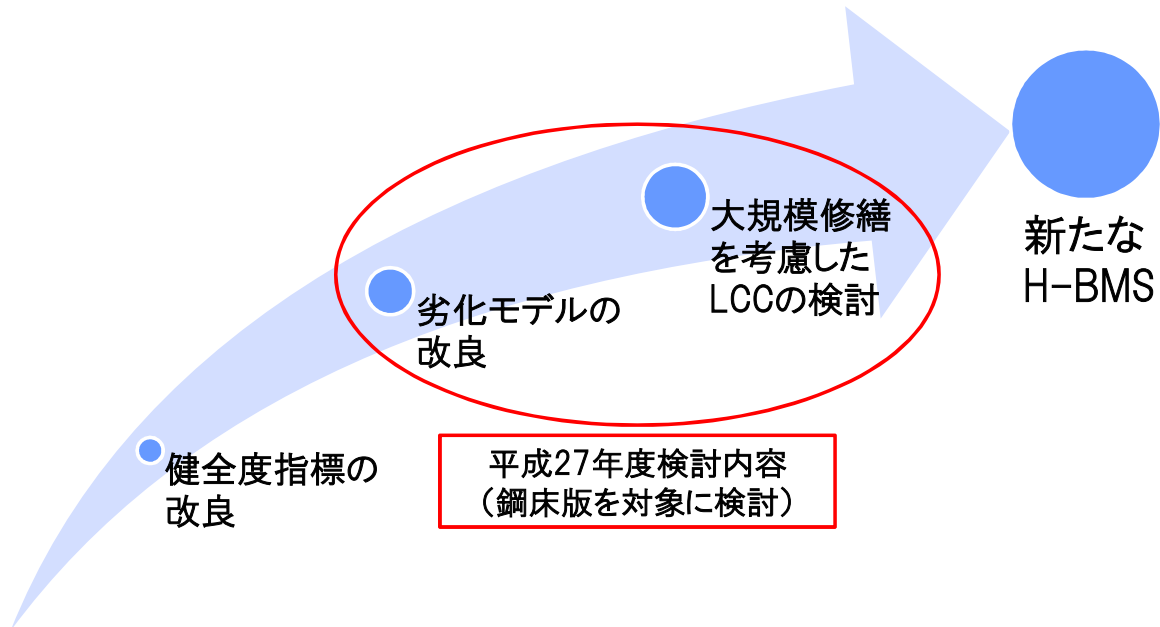 健全度指標の
改良
劣化モデルの
改良
大規模修繕
を考慮した
LCCの検討
新たな
H-BMS
平成27年度検討内容
（鋼床版を対象に検討）